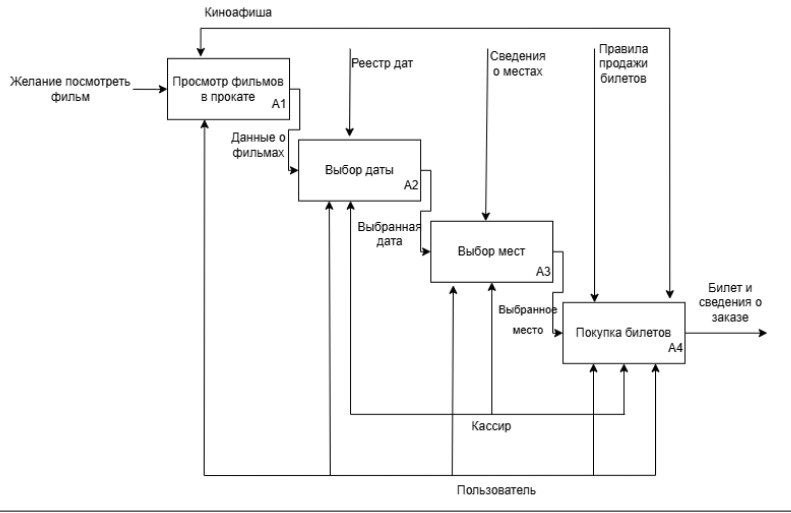 Киноафиша
Желание посмотреть
фильм
Просмотр фильмов
в прокате
A1
Реестр дат
Сведения
о местах
Правила
продажи
билетов
Данные о
фильмах
Выбор даты
A2
Выбранная
дата
Выбор мест
A3
Выбранное
место
Покупка билетов
A4
Билет и
сведения о
заказе
Кассир
Пользователь